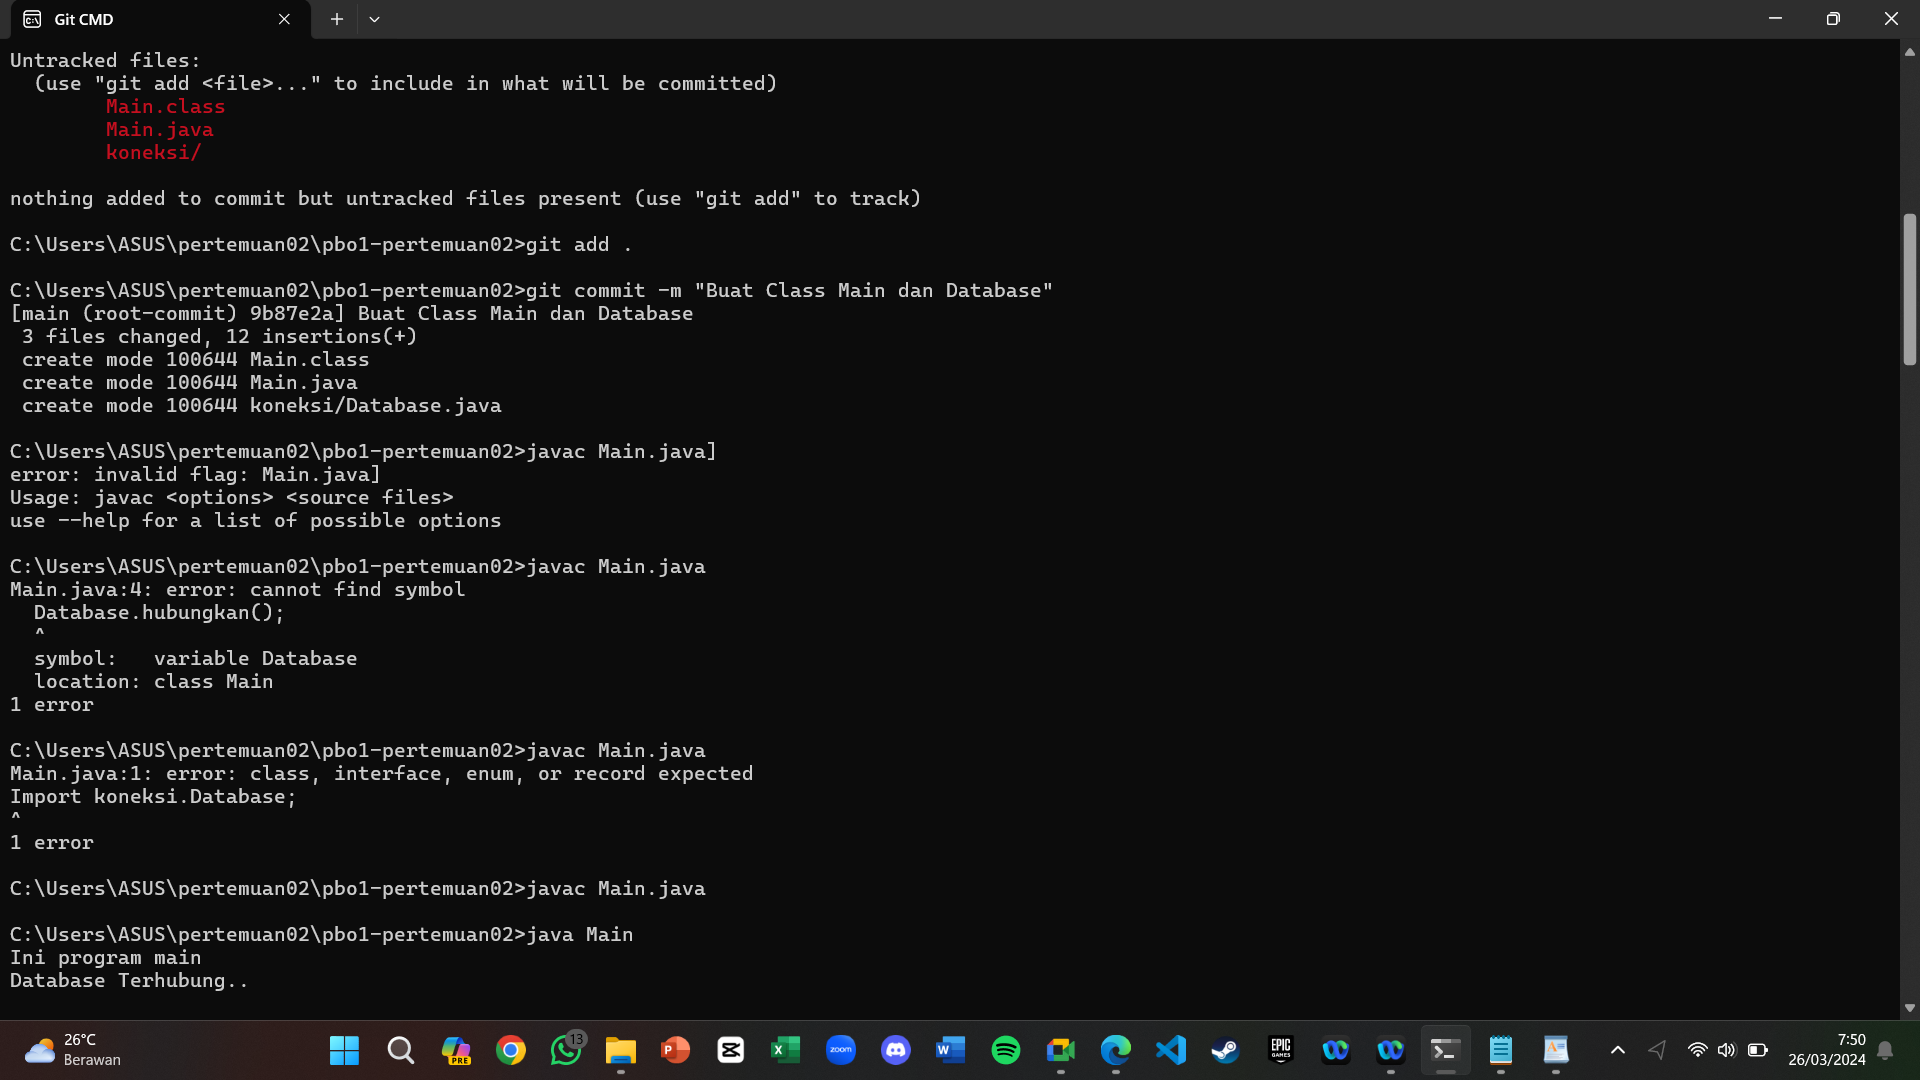 Git CMD
Untracked files:
  (use "git add <file>..." to include in what will be committed)
        Main.class
        Main.java
        koneksi/
nothing added to commit but untracked files present (use "git add" to track)
C:\Users\ASUS\pertemuan02\pbo1-pertemuan02>git add .
C:\Users\ASUS\pertemuan02\pbo1-pertemuan02>git commit -m "Buat Class Main dan Database"
[main (root-commit) 9b87e2a] Buat Class Main dan Database
 3 files changed, 12 insertions(+)
 create mode 100644 Main.class
 create mode 100644 Main.java
 create mode 100644 koneksi/Database.java
C:\Users\ASUS\pertemuan02\pbo1-pertemuan02>javac Main.java]
error: invalid flag: Main.java]
Usage: javac <options> <source files>
use --help for a list of possible options
C:\Users\ASUS\pertemuan02\pbo1-pertemuan02>javac Main.java
Main.java:4: error: cannot find symbol
  Database.hubungkan();
  ^
  symbol:   variable Database
  location: class Main
1 error
C:\Users\ASUS\pertemuan02\pbo1-pertemuan02>javac Main.java
Main.java:1: error: class, interface, enum, or record expected
Import koneksi.Database;
^
1 error
C:\Users\ASUS\pertemuan02\pbo1-pertemuan02>javac Main.java
C:\Users\ASUS\pertemuan02\pbo1-pertemuan02>java Main
Ini program main
Database Terhubung..
26°C
Berawan
PRE
13
zoom
EPIC
GAMES
7:50
26/03/2024